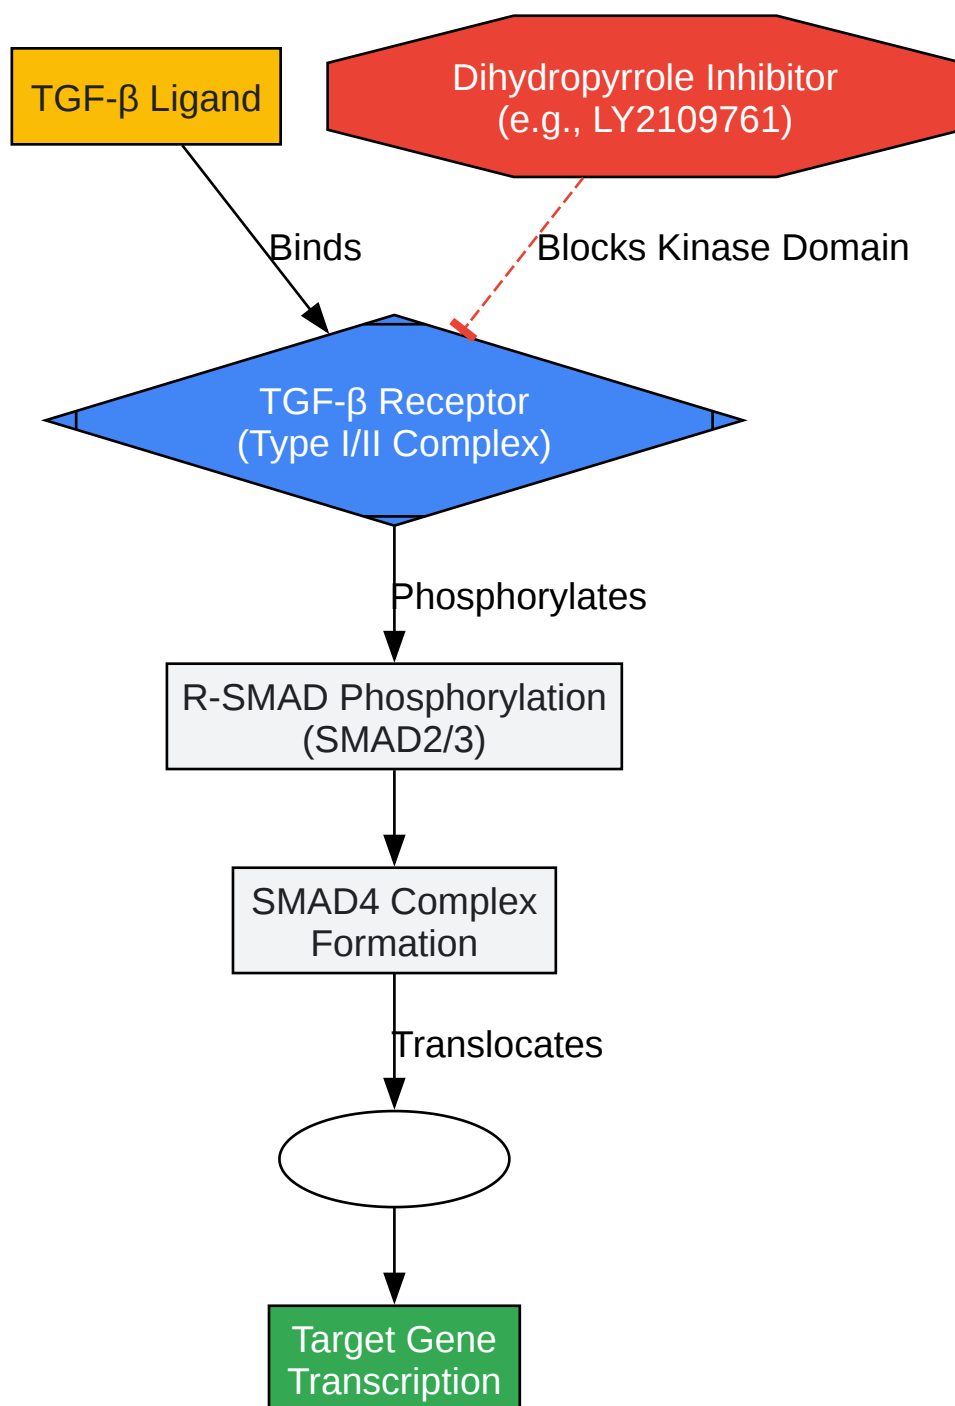 TGF-β Ligand
Dihydropyrrole Inhibitor
(e.g., LY2109761)
Binds
Blocks Kinase Domain
TGF-β Receptor
(Type I/II Complex)
Phosphorylates
R-SMAD Phosphorylation
(SMAD2/3)
SMAD4 Complex
Formation
Translocates
Target Gene
Transcription